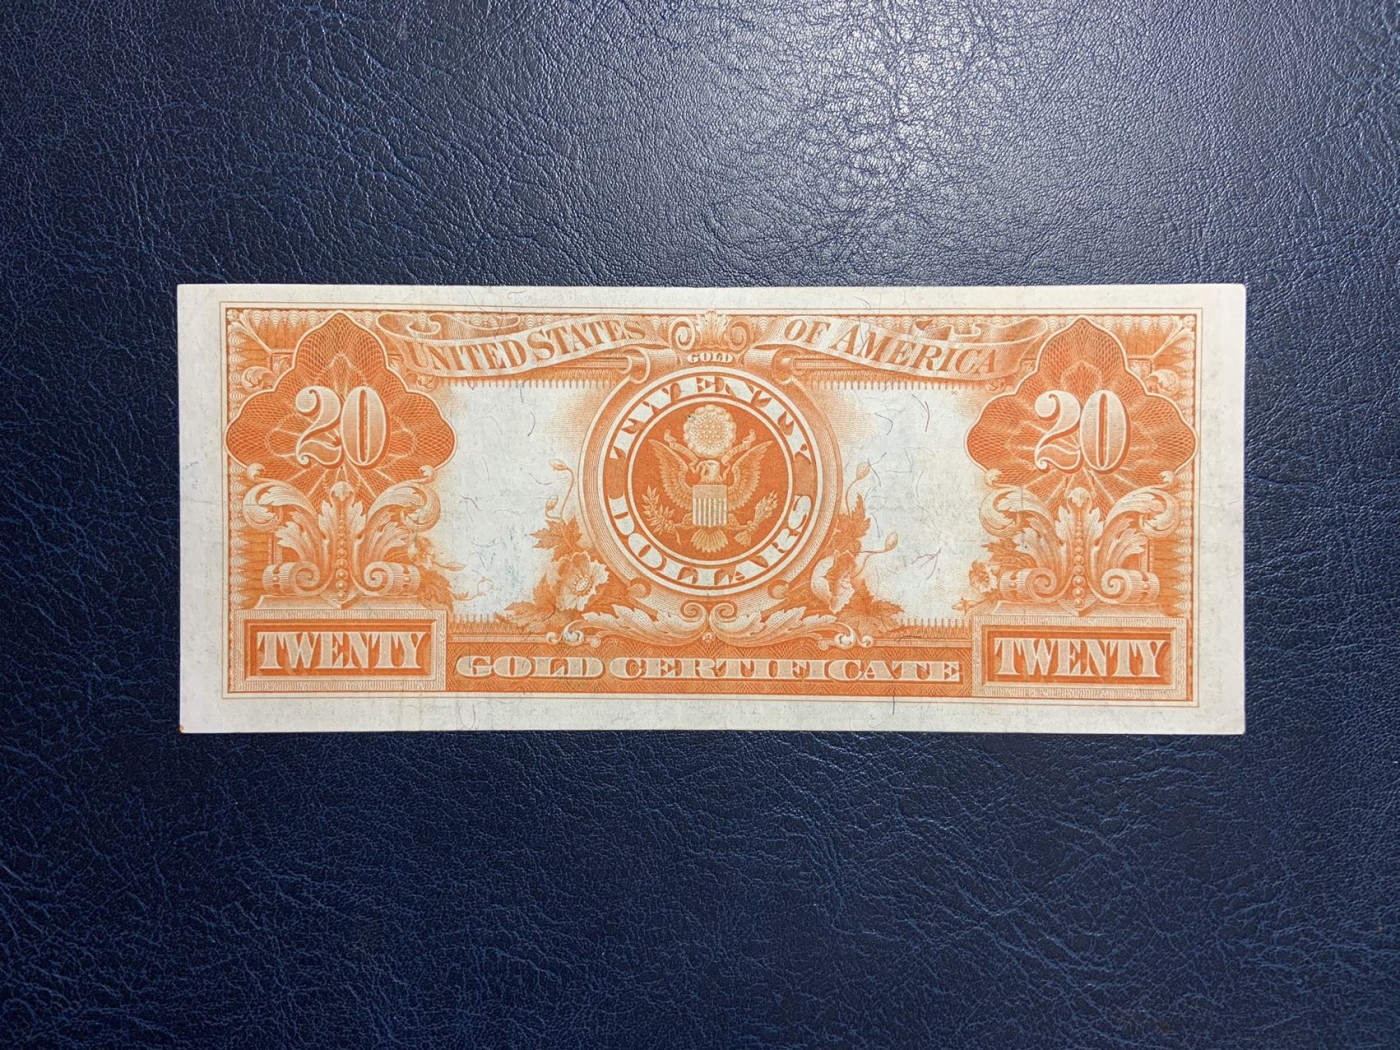 UNITED STATES OF AMERICA
GOLD
20
TWENTY
DOLLARS
20
TWENTY
GOLD CERTIFICATE
TWENTY